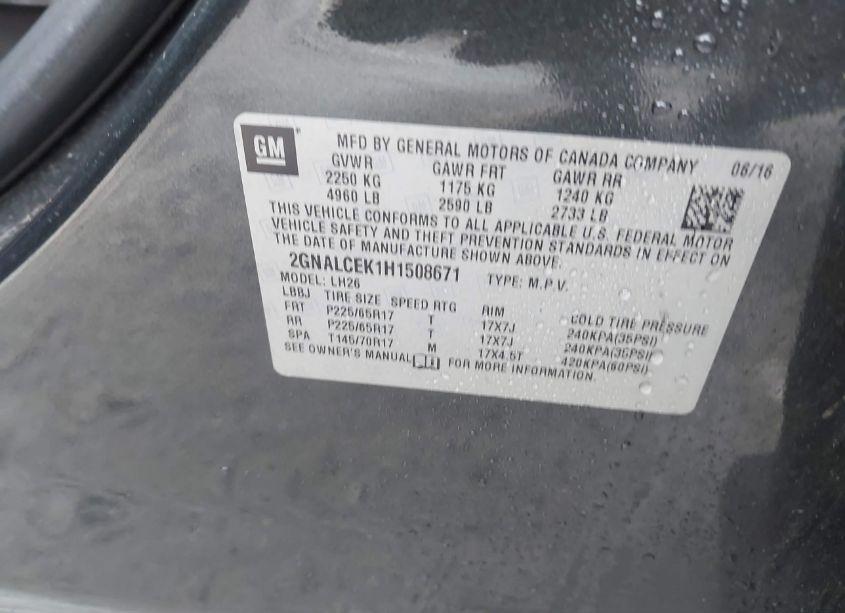 GM
MFD BY GENERAL MOTORS OF CANADA COMPANY 06/16
GVWR GAWR FRT GAWR RR
2250 KG 1175 KG 1240 KG
4960 LB 2590 LB 2733 LB
THIS VEHICLE CONFORMS TO ALL APPLICABLE U.S. FEDERAL MOTOR
VEHICLE SAFETY AND THEFT PREVENTION STANDARDS IN EFFECT ON
THE DATE OF MANUFACTURE SHOWN ABOVE.
2GNALCEK1H1508671 TYPE: M.P.V.
MODEL: LH26
LBBJ TIRE SIZE SPEED RTG RIM COLD TIRE PRESSURE
FRT P225/65R17 T 17X7J 240KPA(35PSI)
RR P225/65R17 T 17X7J 240KPA(35PSI)
SPA T145/70R17 M 17X4.5T 420KPA(60PSI)
SEE OWNER'S MANUAL FOR MORE INFORMATION.